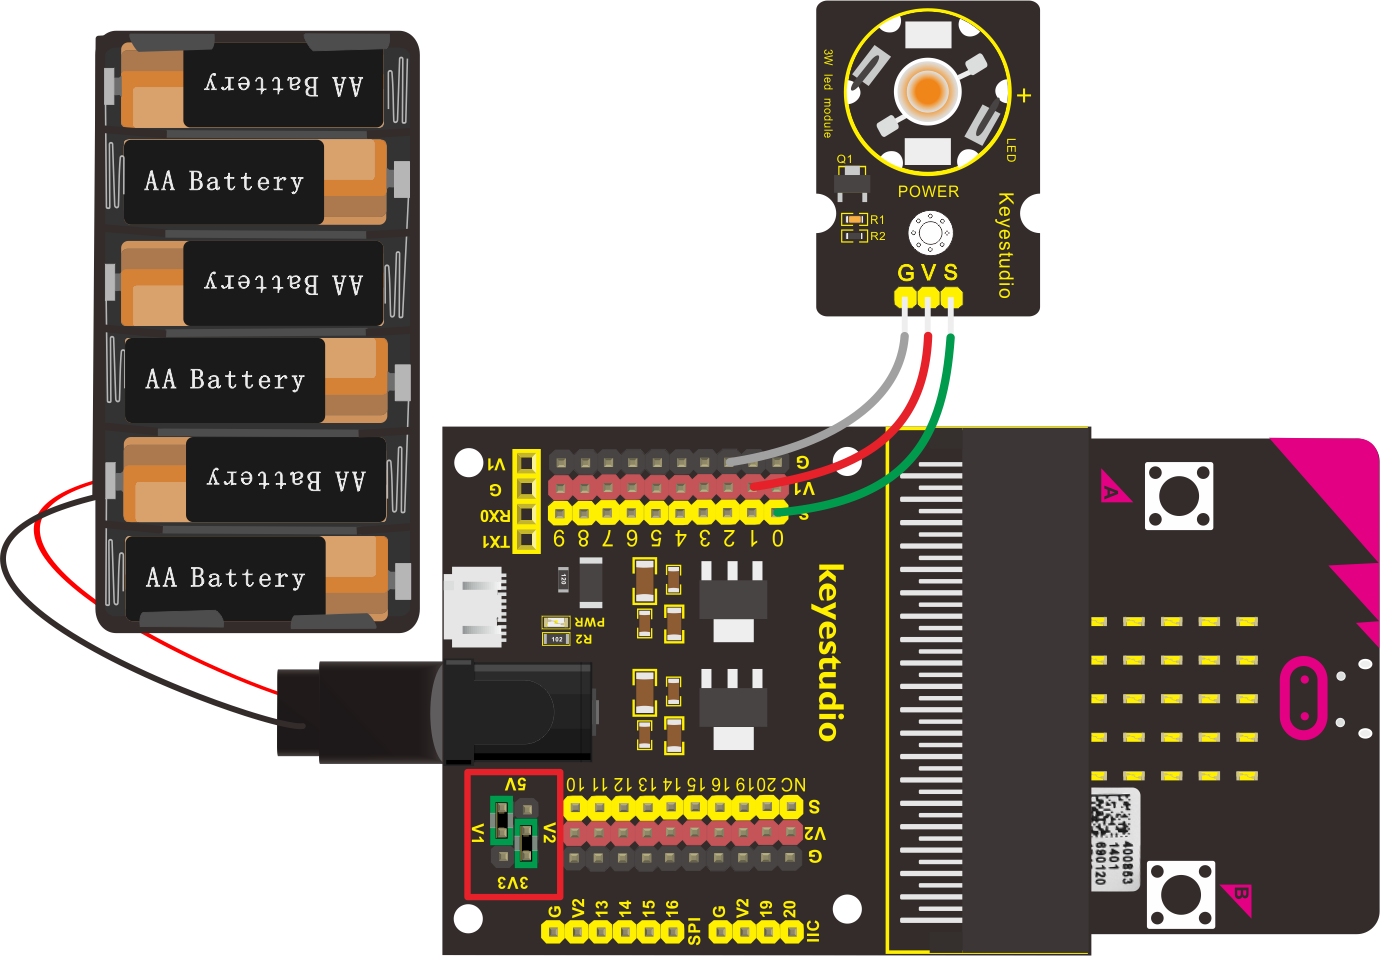 AA Battery
AA Battery
AA Battery
AA Battery
AA Battery
AA Battery
3W led module
+
LED
Q1
POWER
R1
R2
Keyestudio
G V S
V1
G
RX0
TX1
G
V1
S
9 8 7 6 5 4 3 2 1 0
120
PWR
R2
102
keyestudio
A
5V
V1
V2
3V3
10 11 12 13 14 15 16 19 20 NC
S
V2
G
G V2 13 14 15 16 SPI
G V2 19 20 IIC
400863
1401
690120
B